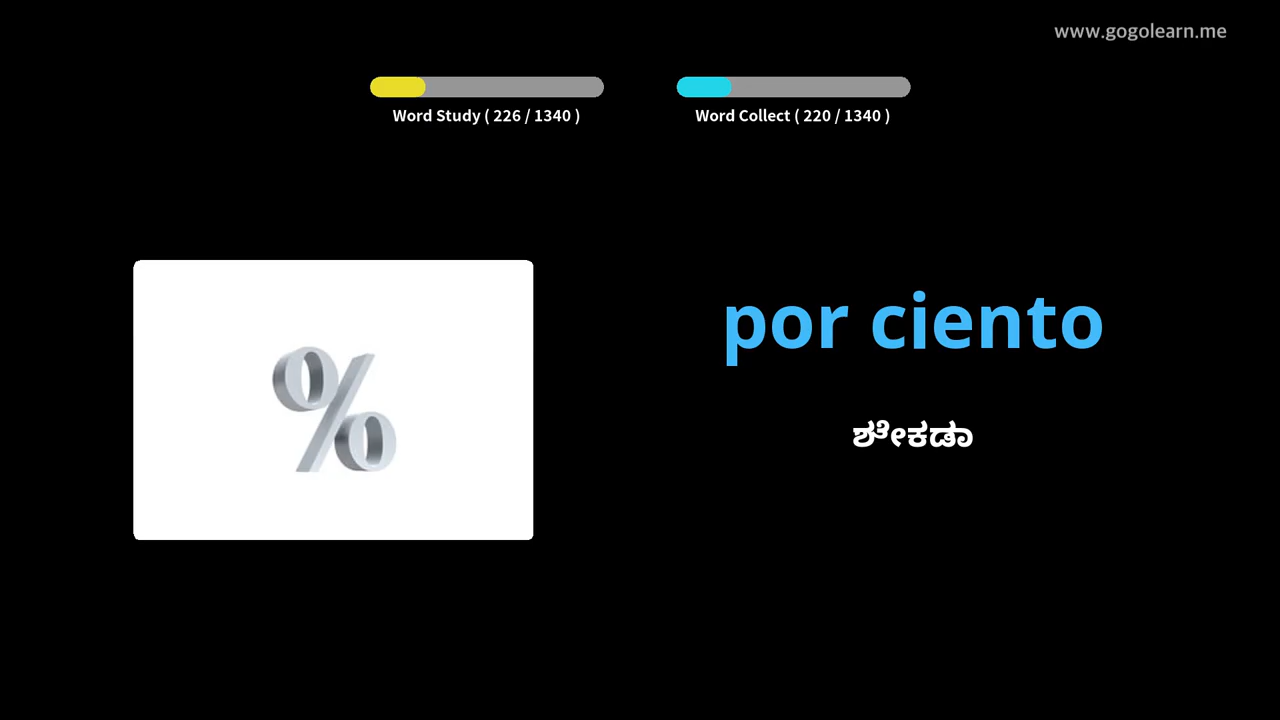 www.gogolearn.me
Word Study ( 226 / 1340 )
Word Collect ( 220 / 1340 )
%
por ciento
ಶೇಕಡಾ